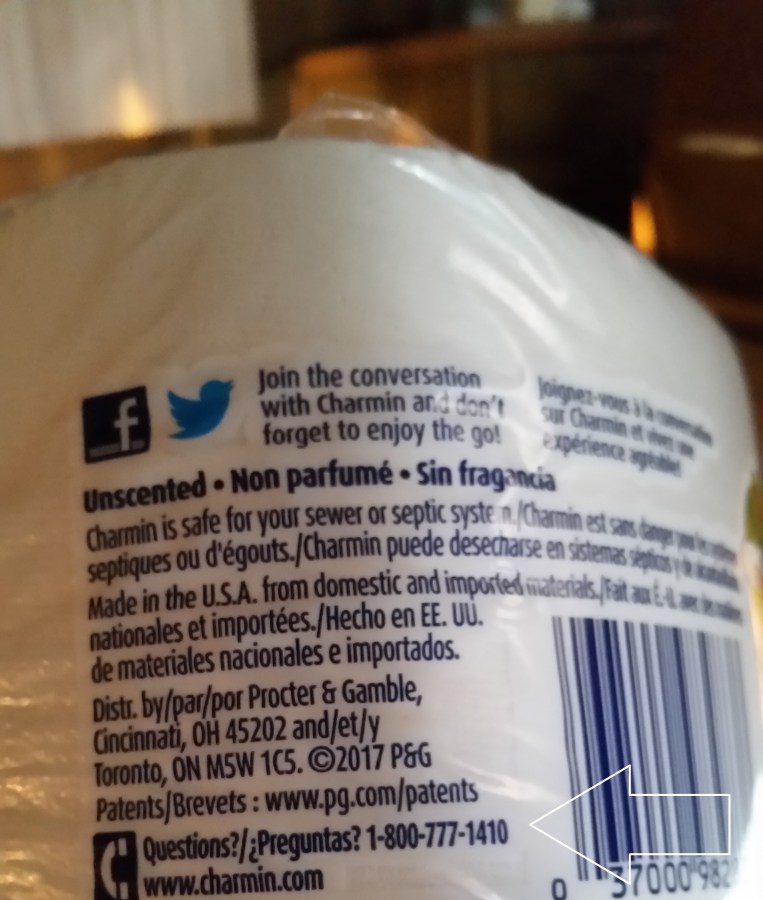 f
Join the conversation
with Charmin and don't
forget to enjoy the go!
Joignez-vous à la
sur Charmin et vivez une
expérience agréable!
Unscented • Non parfumé • Sin fragancia
Charmin is safe for your sewer or septic system./Charmin est sans danger pour les
septiques ou d'égouts./Charmin puede desecharse en sistemas sépticos y de
Made in the U.S.A. from domestic and imported materials./Fait aux É.-U. avec des
nationales et importées./Hecho en EE. UU.
de materiales nacionales e importados.
Distr. by/par/por Procter & Gamble,
Cincinnati, OH 45202 and/et/y
Toronto, ON M5W 1C5. ©2017 P&G
Patents/Brevets : www.pg.com/patents
Questions?/¿Preguntas? 1-800-777-1410
www.charmin.com
0 37000 982